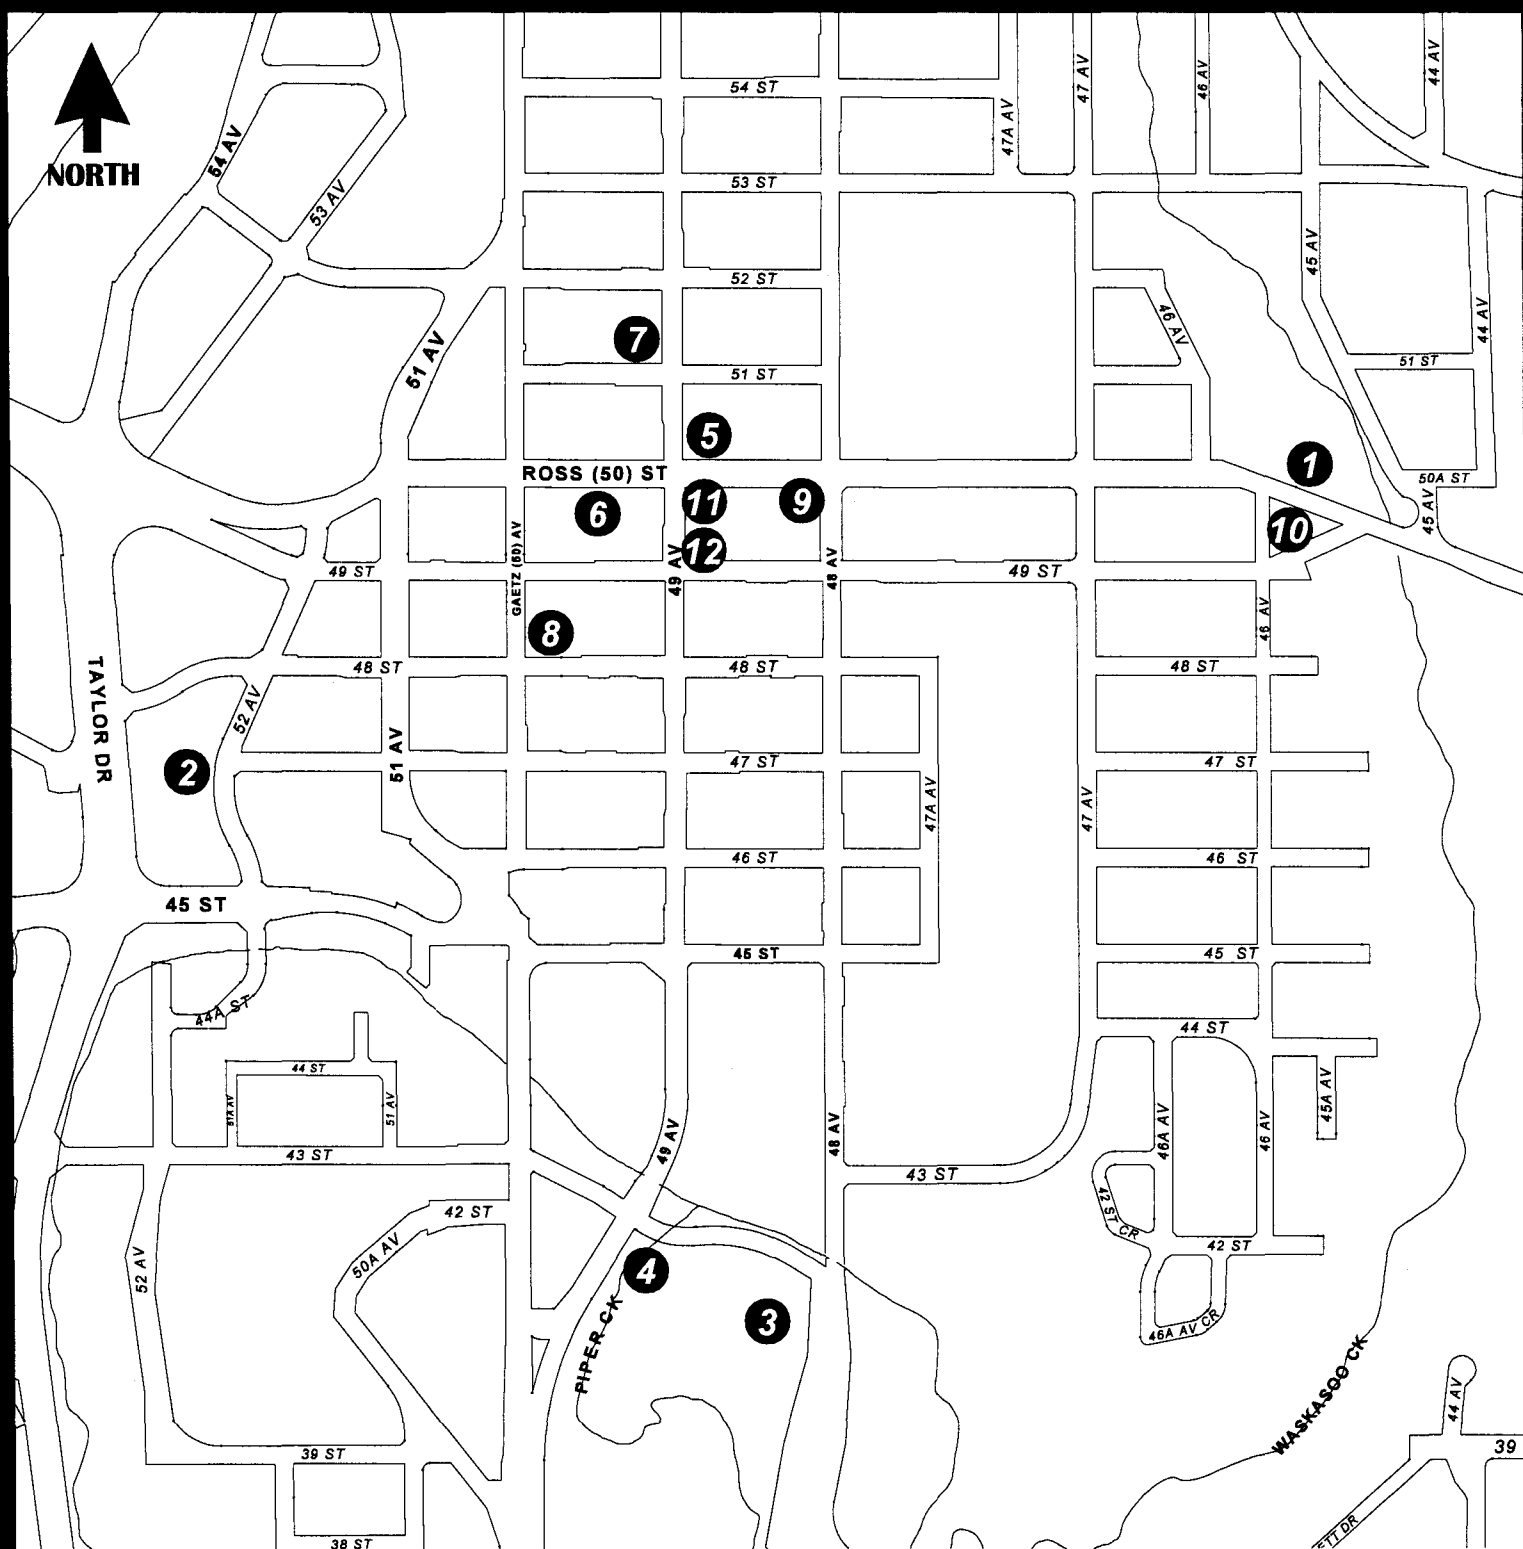 NORTH
54 AV
53 AV
54 ST
53 ST
52 ST
47A AV
47 AV
46 AV
44 AV
45 AV
44 AV
46 AV
51 AV
7
51 ST
51 ST
5
ROSS (50) ST
1
50A ST
45 AV
6
11
9
10
12
GAETZ (50) AV
49 AV
48 AV
49 ST
49 ST
46 AV
8
48 ST
48 ST
48 ST
TAYLOR DR
52 AV
51 AV
2
47 ST
47 ST
47A AV
47 AV
46 ST
46 ST
45 ST
45 ST
45 ST
44A ST
44 ST
44 ST
51A AV
51 AV
45A AV
43 ST
49 AV
48 AV
46A AV
46 AV
43 ST
42 ST
42 ST CR
42 ST
50A AV
52 AV
4
3
PIPER CK
46A AV CR
WASKASOO CK
44 AV
39 ST
39
38 ST
ETT DR